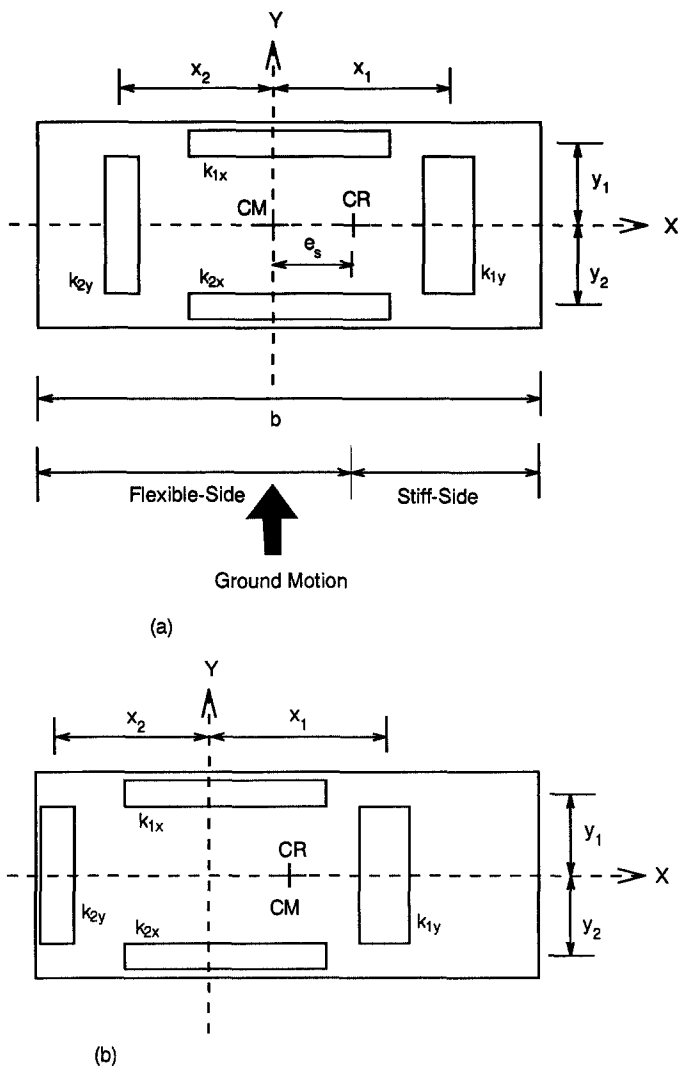 Y
x2 x1
k1x
y1
CM CR
X
es
k2y k2x k1y
y2
b
Flexible-Side Stiff-Side
Ground Motion
(a)
Y
x2 x1
k1x
y1
CR
X
CM
k2y k2x k1y
y2
(b)